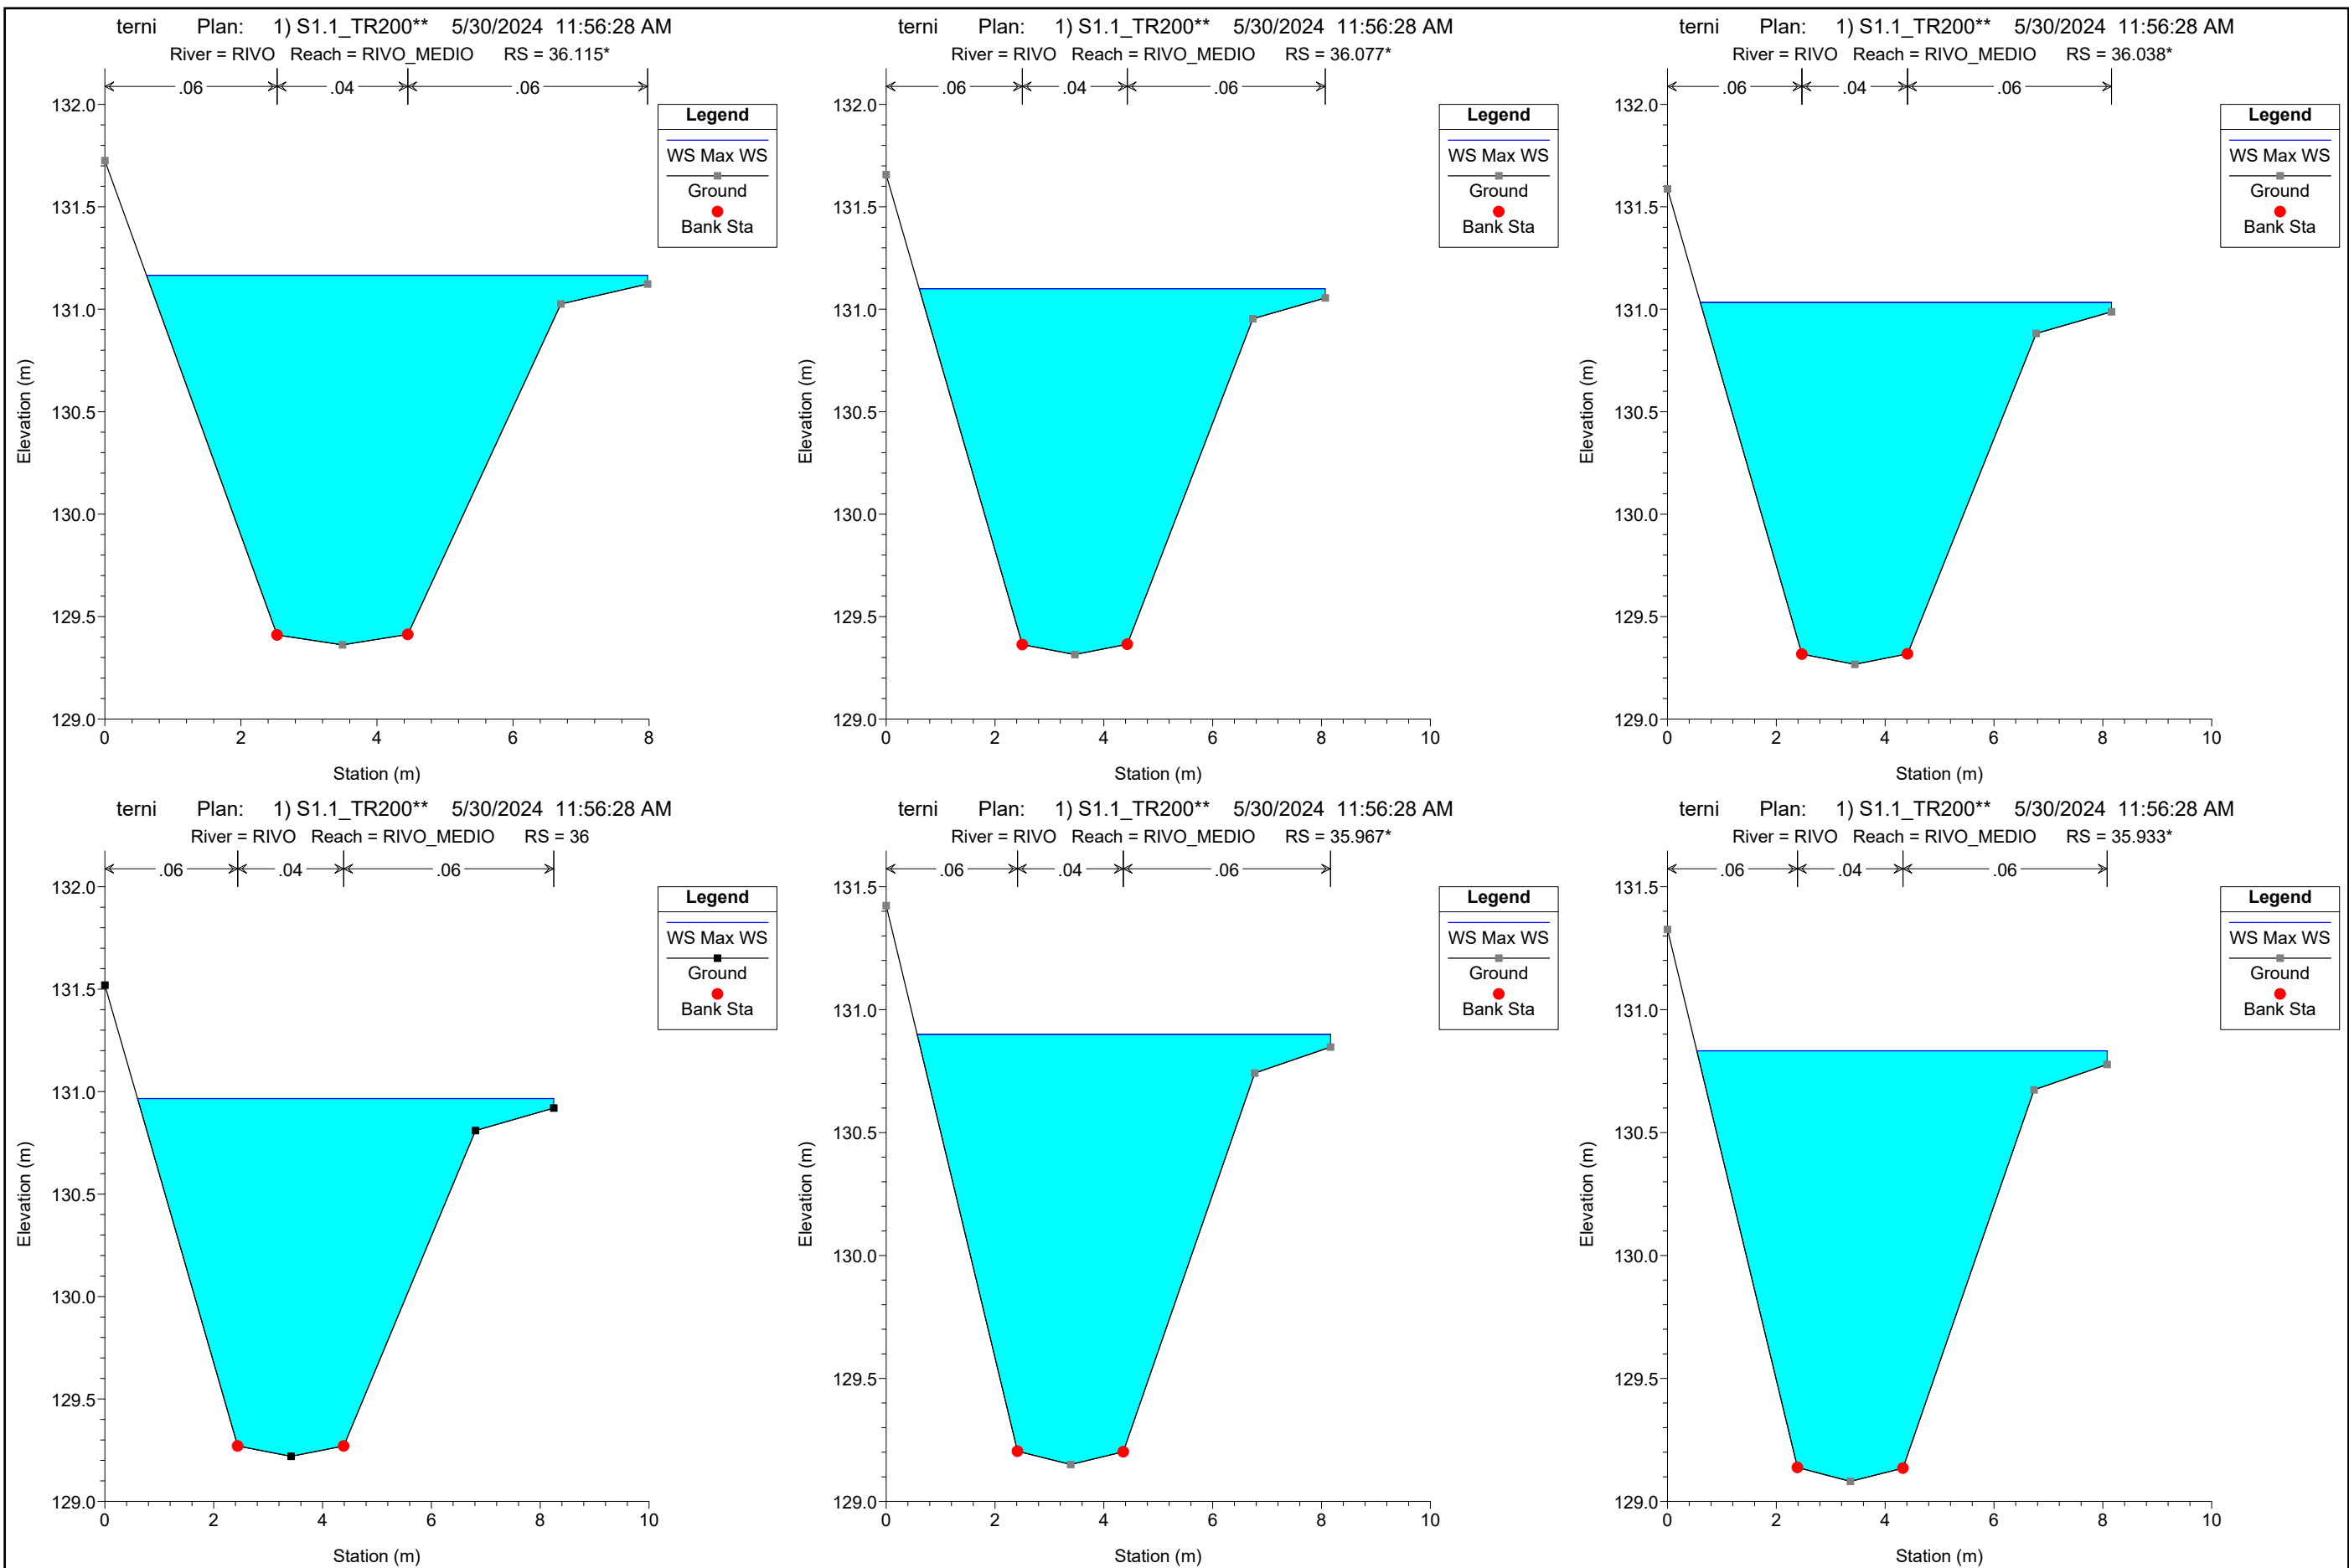 terni Plan: 1) S1.1_TR200** 5/30/2024 11:56:28 AM
River = RIVO Reach = RIVO_MEDIO RS = 36.115*
.06 .04 .06
Legend
WS Max WS
Ground
Bank Sta
132.0
131.5
131.0
130.5
130.0
129.5
129.0
0 2 4 6 8
Elevation (m)
Station (m)
terni Plan: 1) S1.1_TR200** 5/30/2024 11:56:28 AM
River = RIVO Reach = RIVO_MEDIO RS = 36.077*
.06 .04 .06
Legend
WS Max WS
Ground
Bank Sta
132.0
131.5
131.0
130.5
130.0
129.5
129.0
0 2 4 6 8 10
Elevation (m)
Station (m)
terni Plan: 1) S1.1_TR200** 5/30/2024 11:56:28 AM
River = RIVO Reach = RIVO_MEDIO RS = 36.038*
.06 .04 .06
Legend
WS Max WS
Ground
Bank Sta
132.0
131.5
131.0
130.5
130.0
129.5
129.0
0 2 4 6 8 10
Elevation (m)
Station (m)
terni Plan: 1) S1.1_TR200** 5/30/2024 11:56:28 AM
River = RIVO Reach = RIVO_MEDIO RS = 36
.06 .04 .06
Legend
WS Max WS
Ground
Bank Sta
132.0
131.5
131.0
130.5
130.0
129.5
129.0
0 2 4 6 8 10
Elevation (m)
Station (m)
terni Plan: 1) S1.1_TR200** 5/30/2024 11:56:28 AM
River = RIVO Reach = RIVO_MEDIO RS = 35.967*
.06 .04 .06
Legend
WS Max WS
Ground
Bank Sta
131.5
131.0
130.5
130.0
129.5
129.0
0 2 4 6 8 10
Elevation (m)
Station (m)
terni Plan: 1) S1.1_TR200** 5/30/2024 11:56:28 AM
River = RIVO Reach = RIVO_MEDIO RS = 35.933*
.06 .04 .06
Legend
WS Max WS
Ground
Bank Sta
131.5
131.0
130.5
130.0
129.5
129.0
0 2 4 6 8 10
Elevation (m)
Station (m)